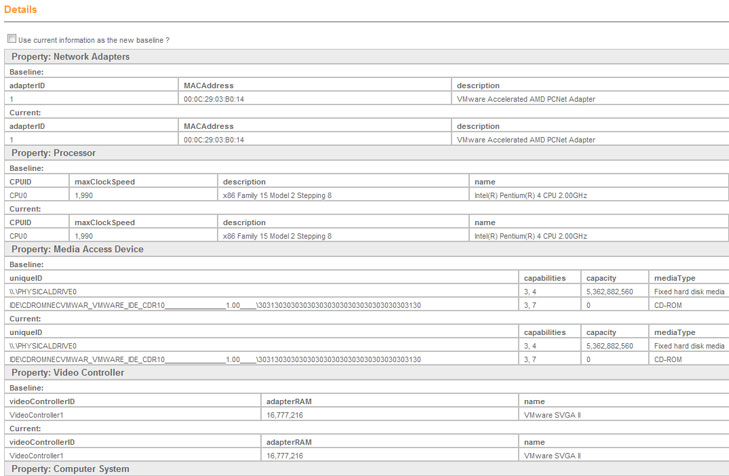 Details
Use current information as the new baseline ?
Property: Network Adapters
Baseline:
adapterID MACAddress description
1 00:0C:29:03:B0:14 VMware Accelerated AMD PCNet Adapter
Current:
adapterID MACAddress description
1 00:0C:29:03:B0:14 VMware Accelerated AMD PCNet Adapter
Property: Processor
Baseline:
CPUID maxClockSpeed description name
CPU0 1,990 x86 Family 15 Model 2 Stepping 8 Intel(R) Pentium(R) 4 CPU 2.00GHz
Current:
CPUID maxClockSpeed description name
CPU0 1,990 x86 Family 15 Model 2 Stepping 8 Intel(R) Pentium(R) 4 CPU 2.00GHz
Property: Media Access Device
Baseline:
uniqueID capabilities capacity mediaType
\\.\PHYSICALDRIVE0 3, 4 5,362,882,560 Fixed hard disk media
IDE\CDROMNECVMWAR_VMWARE_IDE_CDR10_______________1.00____\3031303030303030303030303030303030303130 3, 7 0 CD-ROM
Current:
uniqueID capabilities capacity mediaType
\\.\PHYSICALDRIVE0 3, 4 5,362,882,560 Fixed hard disk media
IDE\CDROMNECVMWAR_VMWARE_IDE_CDR10_______________1.00____\3031303030303030303030303030303030303130 3, 7 0 CD-ROM
Property: Video Controller
Baseline:
videoControllerID adapterRAM name
VideoController1 16,777,216 VMware SVGA II
Current:
videoControllerID adapterRAM name
VideoController1 16,777,216 VMware SVGA II
Property: Computer System